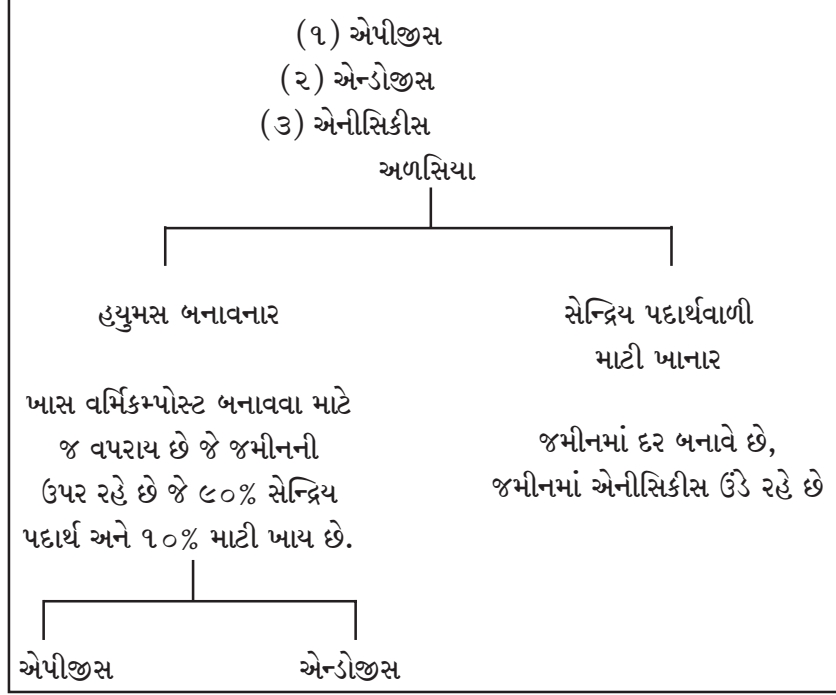 (૧) એપીજીસ
(૨) એન્ડોજીસ
(૩) એનીસિકીસ
અળસિયા
હયુમસ બનાવનાર
ખાસ વર્મિકમ્પોસ્ટ બનાવવા માટે
જ વપરાય છે જે જમીનની
ઉપર રહે છે જે ૯૦% સેન્દ્રિય
પદાર્થ અને ૧૦% માટી ખાય છે.
સેન્દ્રિય પદાર્થવાળી
માટી ખાનાર
જમીનમાં દર બનાવે છે,
જમીનમાં એનીસિકીસ ઉંડે રહે છે
એપીજીસ
એન્ડોજીસ